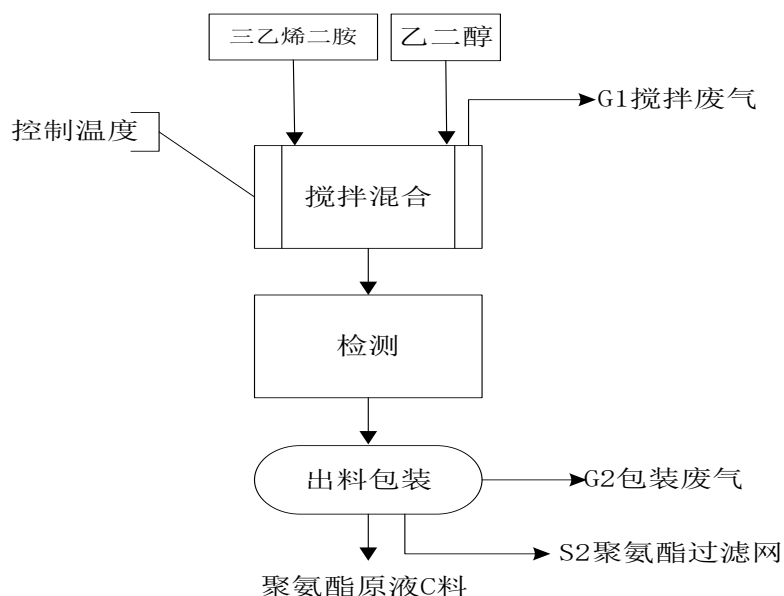 三乙烯二胺
乙二醇
G1搅拌废气
控制温度
搅拌混合
检测
出料包装
G2包装废气
S2聚氨酯过滤网
聚氨酯原液C料